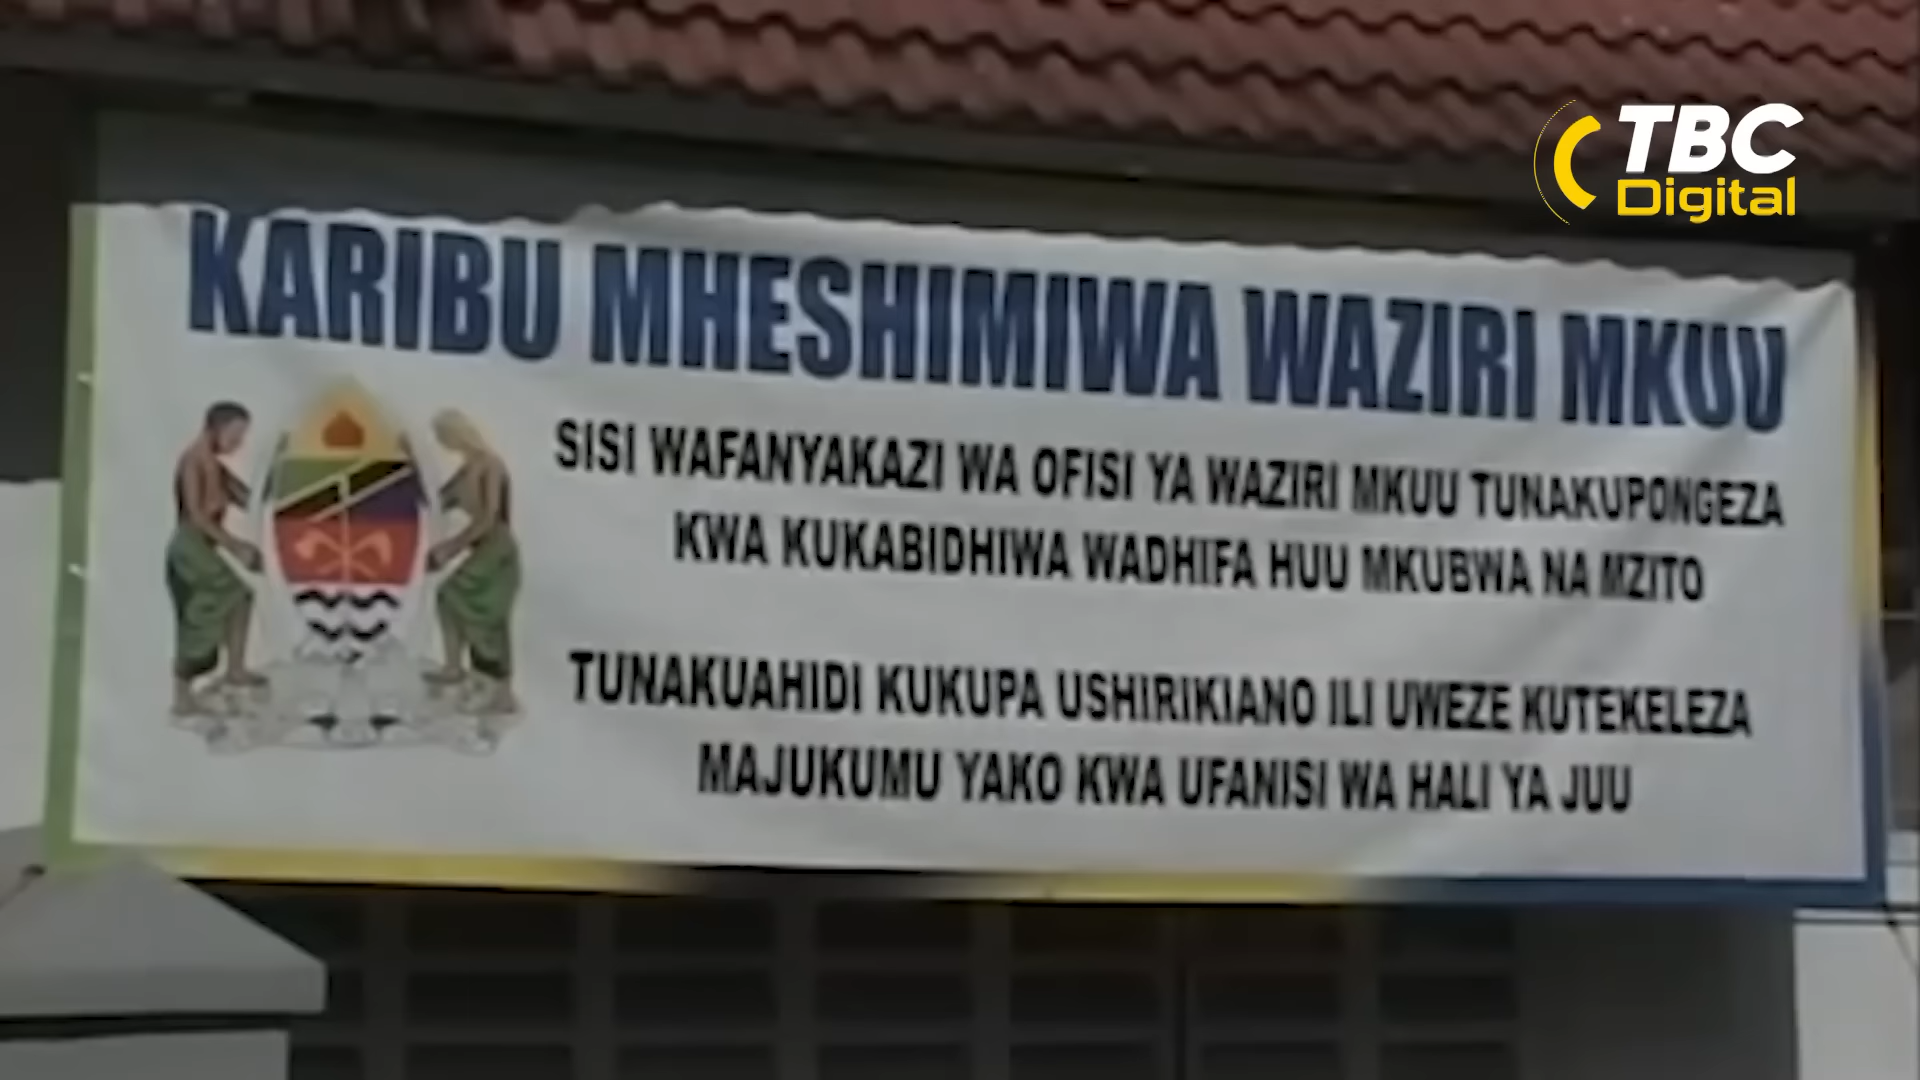 TBC
Digital
KARIBU MHESHIMIWA WAZIRI MKUU
SISI WAFANYAKAZI WA OFISI YA WAZIRI MKUU TUNAKUPONGEZA
KWA KUKABIDHIWA WADHIFA HUU MKUBWA NA MZITO
TUNAKUAHIDI KUKUPA USHIRIKIANO ILI UWEZE KUTEKELEZA
MAJUKUMU YAKO KWA UFANISI WA HALI YA JUU